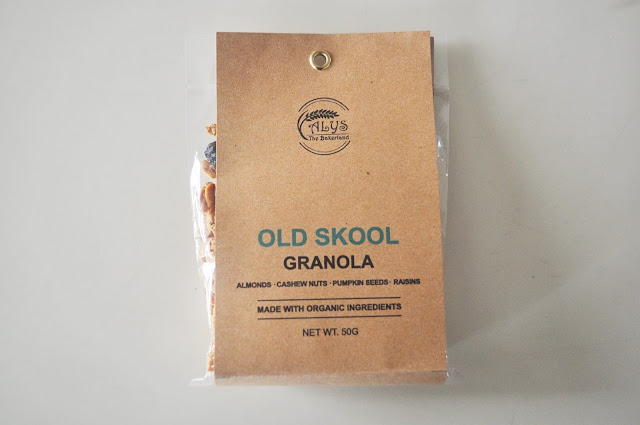 ALYS
The Bakerland
OLD SKOOL
GRANOLA
ALMONDS · CASHEW NUTS · PUMPKIN SEEDS · RAISINS
MADE WITH ORGANIC INGREDIENTS
NET WT. 50G